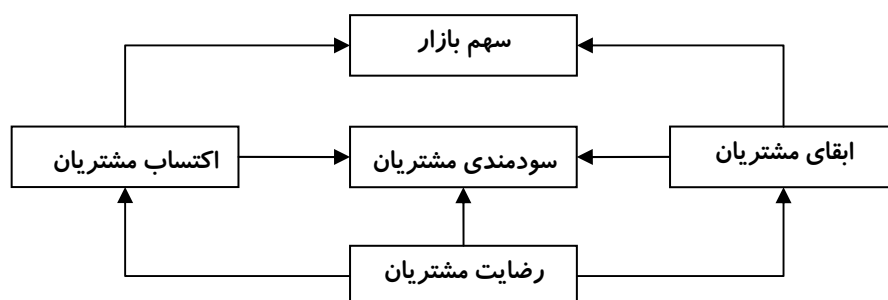 سهم بازار
ابقای مشتریان
سودمندی مشتریان
اکتساب مشتریان
رضایت مشتریان